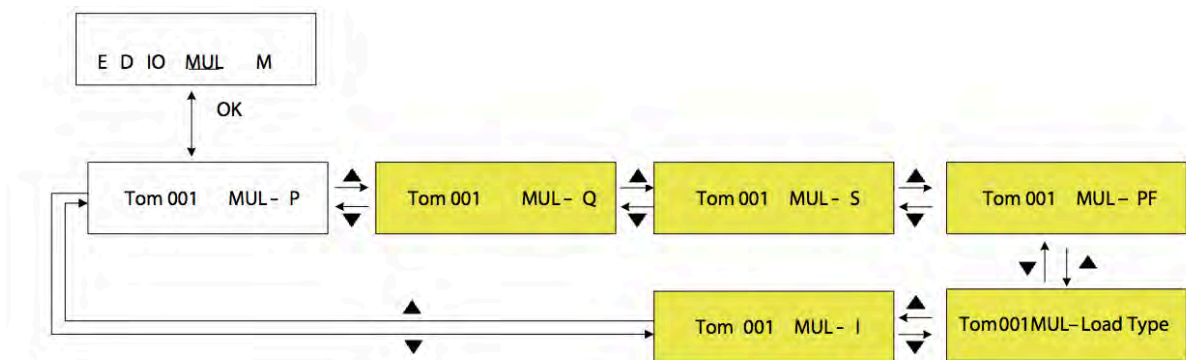 E D IO MUL M
OK
Tom 001 MUL- P
▲
▼
Tom 001 MUL- Q
▲
▼
Tom 001 MUL- S
▲
▼
Tom 001 MUL- PF
▼ ▲
Tom001MUL-Load Type
▲
▼
Tom 001 MUL- I
▲
▼